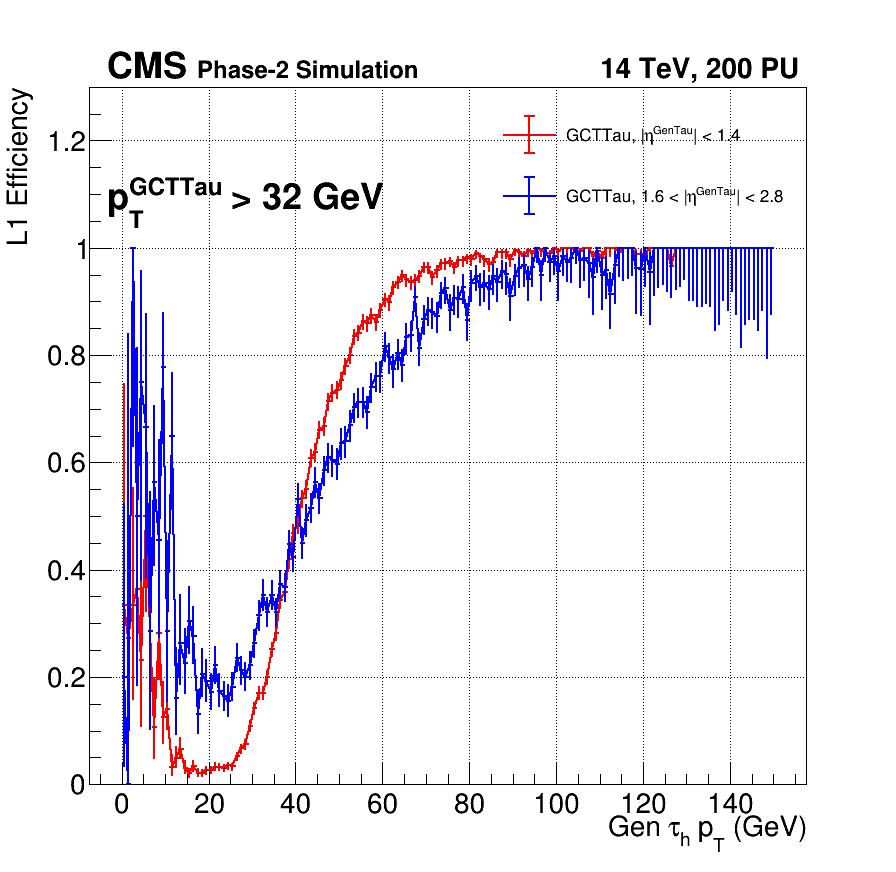 CMS Phase-2 Simulation 14 TeV, 200 PU
L1 Efficiency
GCTTau, |η^GenTau| < 1.4
GCTTau, 1.6 < |η^GenTau| < 2.8
p_T^GCTTau > 32 GeV
1.2
1
0.8
0.6
0.4
0.2
0
0 20 40 60 80 100 120 140
Gen τ_h p_T (GeV)